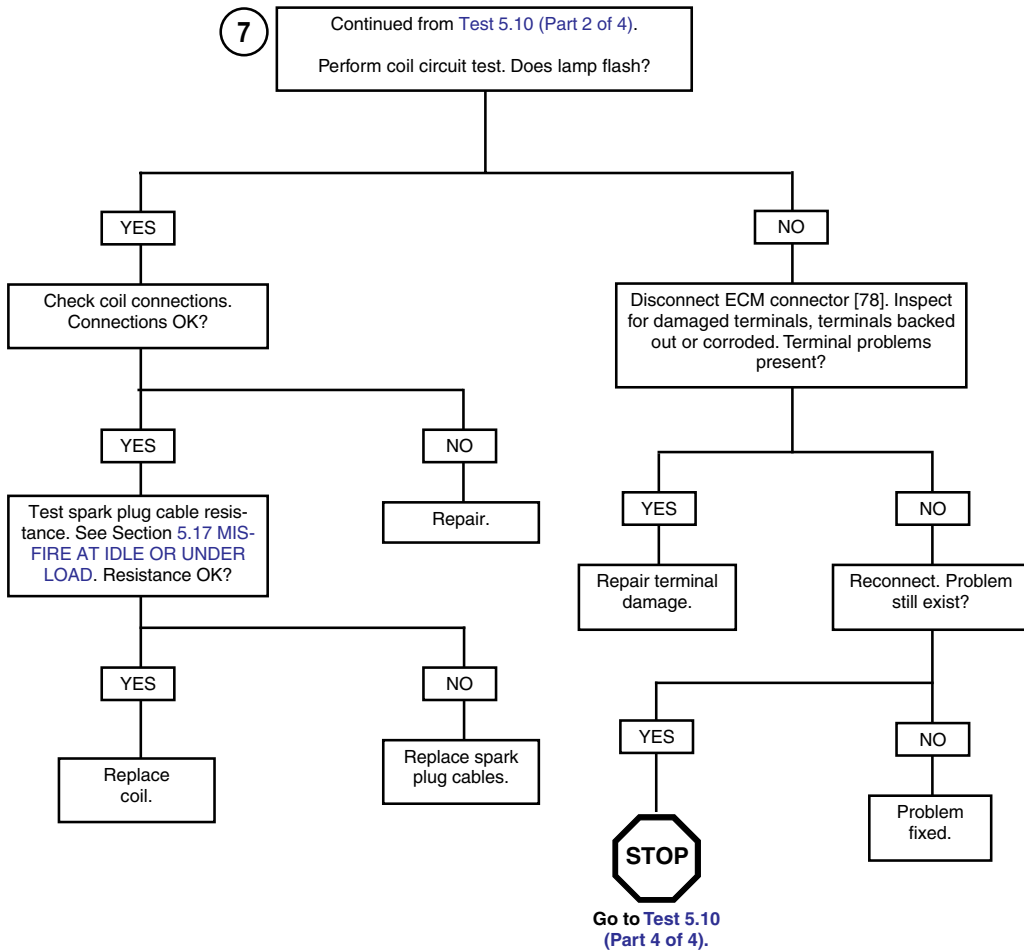 7
Continued from Test 5.10 (Part 2 of 4).
Perform coil circuit test. Does lamp flash?
YES
NO
Check coil connections.
Connections OK?
Disconnect ECM connector [78]. Inspect
for damaged terminals, terminals backed
out or corroded. Terminal problems
present?
YES
NO
YES
NO
Test spark plug cable resis-
tance. See Section 5.17 MIS-
FIRE AT IDLE OR UNDER
LOAD. Resistance OK?
Repair.
Repair terminal
damage.
Reconnect. Problem
still exist?
YES
NO
YES
NO
Replace
coil.
Replace spark
plug cables.
STOP
Go to Test 5.10
(Part 4 of 4).
Problem
fixed.